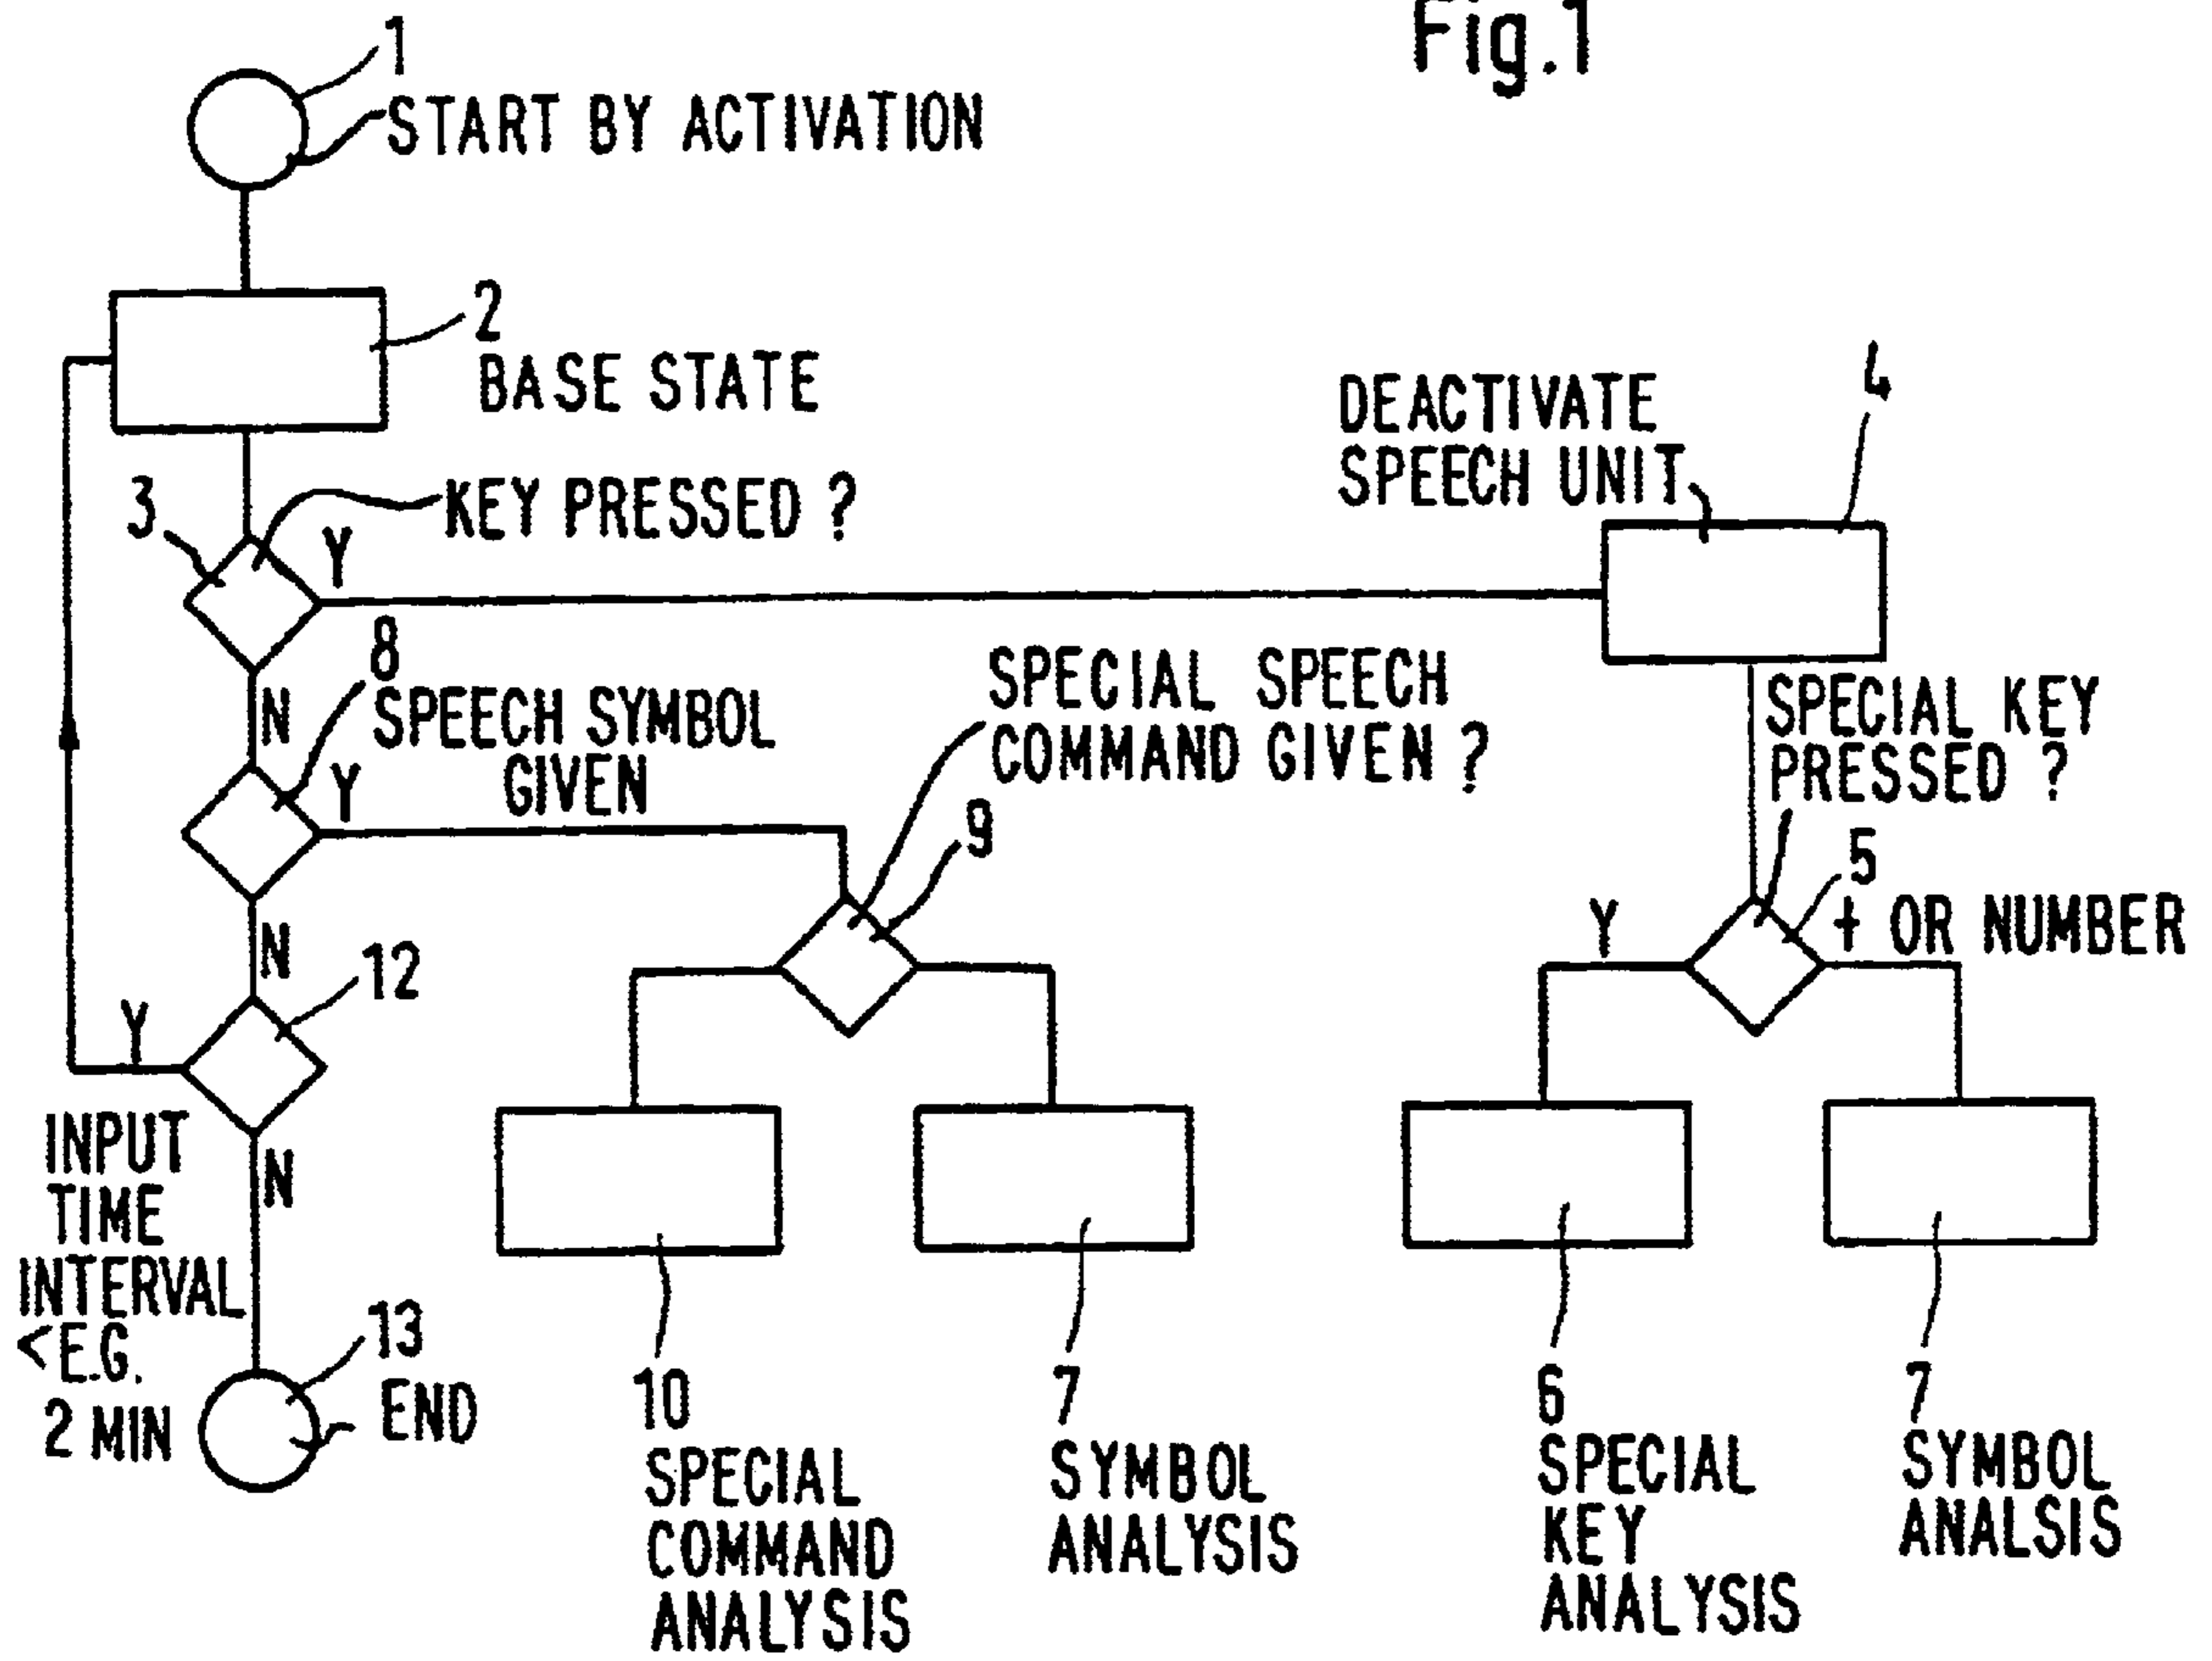 Fig.1
1
START BY ACTIVATION
2
BASE STATE
DEACTIVATE
SPEECH UNIT
4
3
KEY PRESSED ?
Y
8
N
SPEECH SYMBOL
GIVEN
Y
SPECIAL SPEECH
COMMAND GIVEN ?
9
SPECIAL KEY
PRESSED ?
5
Y
+ OR NUMBER
N
12
Y
INPUT
TIME
INTERVAL
< E.G.
2 MIN
N
13
END
10
SPECIAL
COMMAND
ANALYSIS
7
SYMBOL
ANALYSIS
6
SPECIAL
KEY
ANALYSIS
7
SYMBOL
ANALSIS